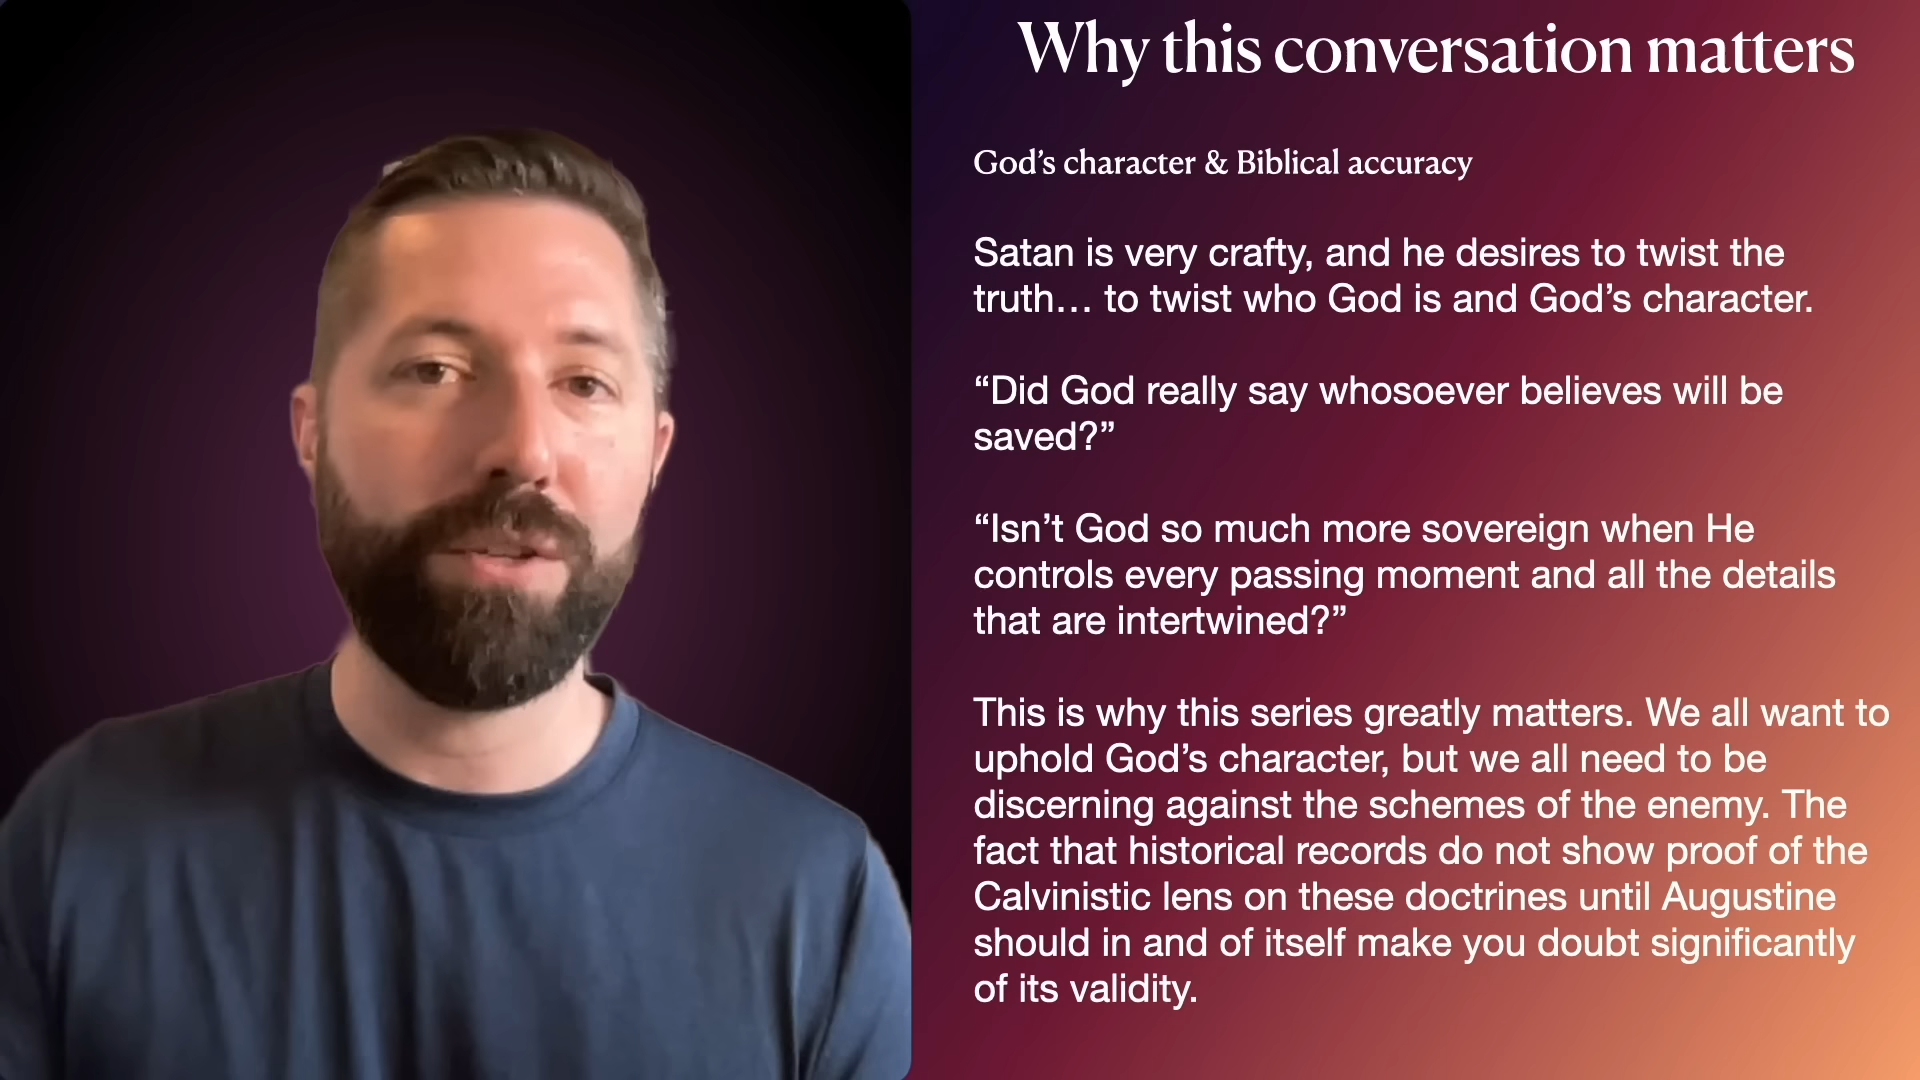 Why this conversation matters
God’s character & Biblical accuracy
Satan is very crafty, and he desires to twist the
truth… to twist who God is and God’s character.
“Did God really say whosoever believes will be
saved?”
“Isn’t God so much more sovereign when He
controls every passing moment and all the details
that are intertwined?”
This is why this series greatly matters. We all want to
uphold God’s character, but we all need to be
discerning against the schemes of the enemy. The
fact that historical records do not show proof of the
Calvinistic lens on these doctrines until Augustine
should in and of itself make you doubt significantly
of its validity.